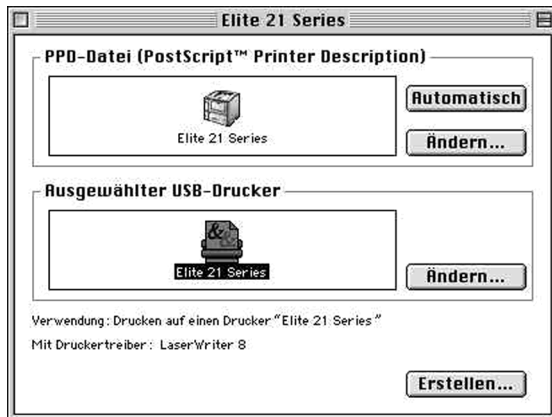 Elite 21 Series
PPD-Datei (PostScript™ Printer Description)
Elite 21 Series
Automatisch
Ändern...
Ausgewählter USB-Drucker
&&
Elite 21 Series
Ändern...
Verwendung: Drucken auf einen Drucker "Elite 21 Series"
Mit Druckertreiber: LaserWriter 8
Erstellen...